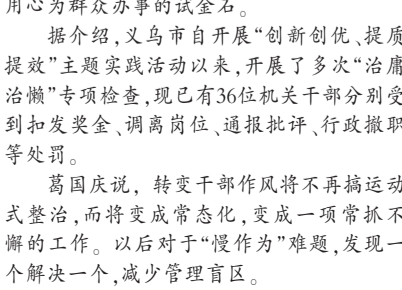 用心为群众办事的试金石。
据介绍,义乌市自开展“创新创优、提质
提效”主题实践活动以来,开展了多次“治庸
治懒”专项检查,现已有36位机关干部分别受
到扣发奖金、调离岗位、通报批评、行政撤职
等处罚。
葛国庆说，转变干部作风将不再搞运动
式整治,而将变成常态化,变成一项常抓不
懈的工作。以后对于“慢作为”难题,发现一
个解决一个,减少管理盲区。